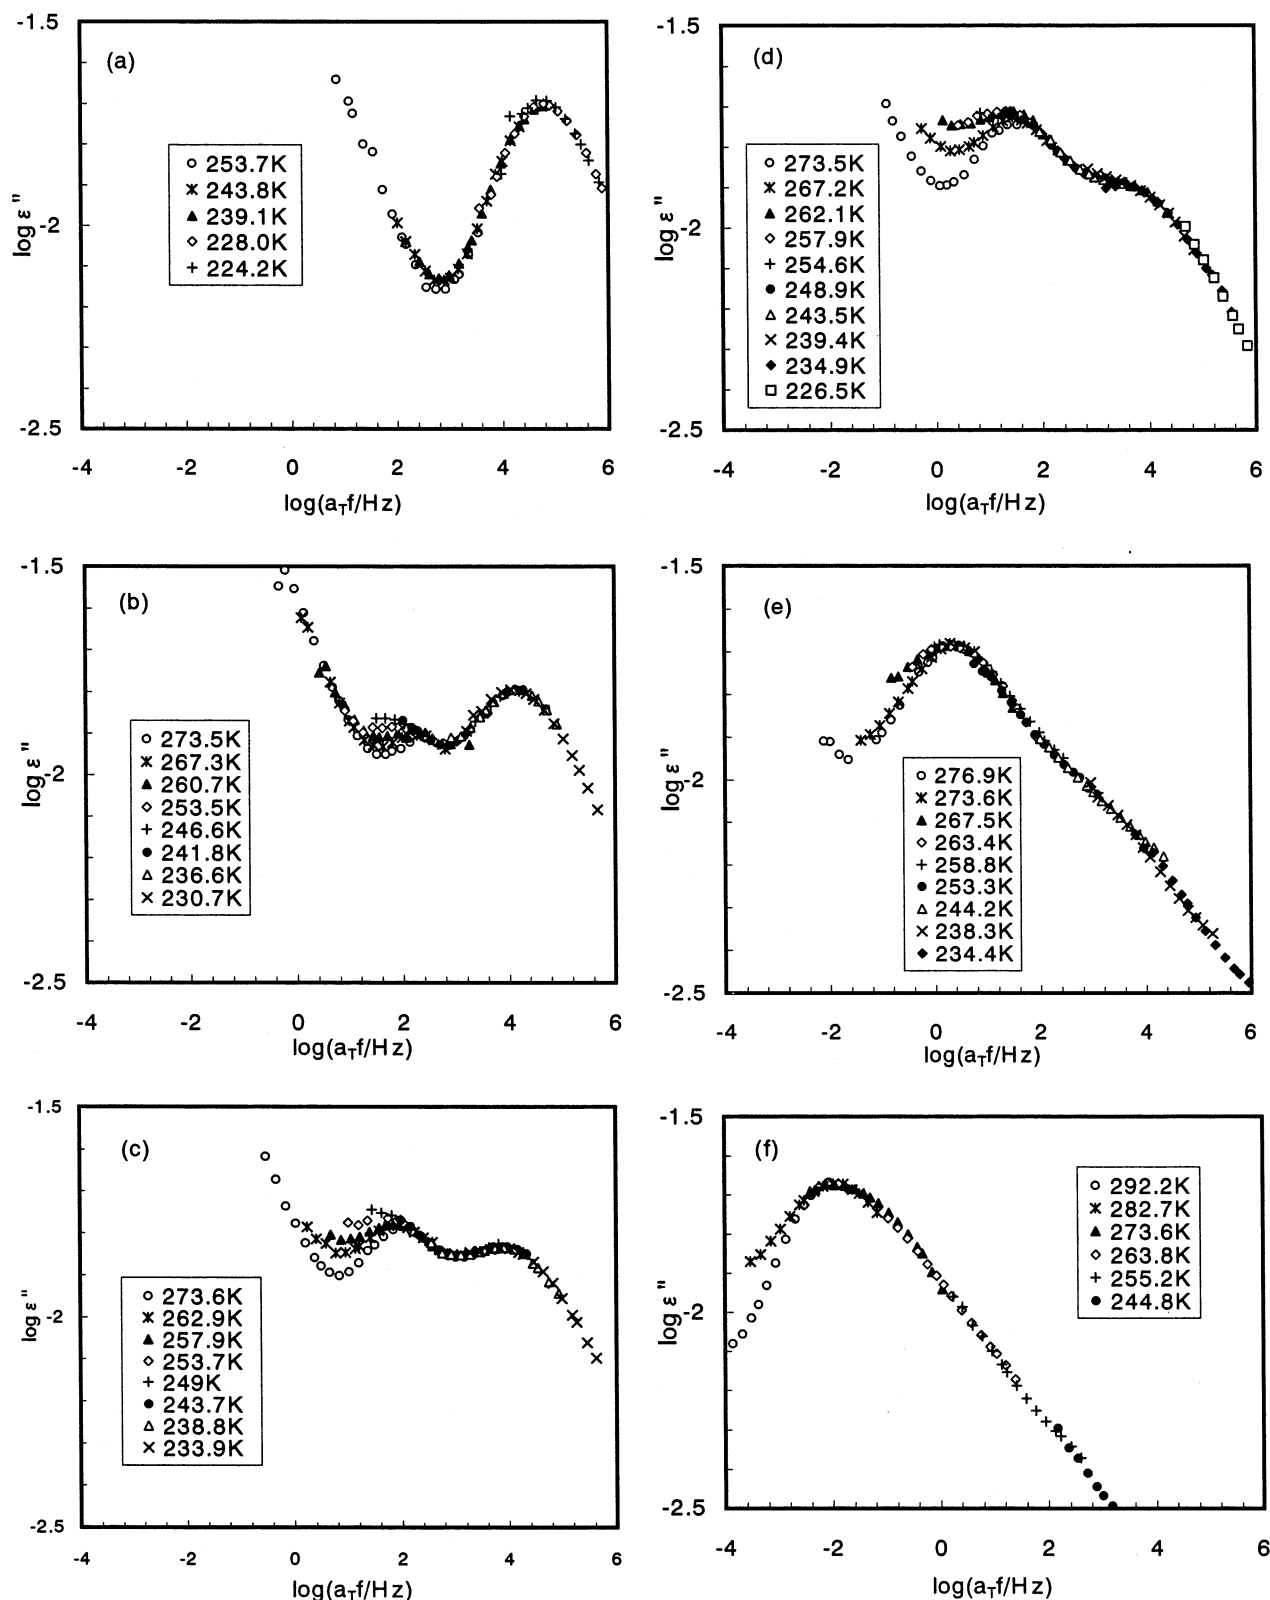 -1.5
(a)
253.7K
243.8K
239.1K
228.0K
224.2K
log ε"
-2
-2.5
-4 -2 0 2 4 6
log(aTf/Hz)
-1.5
(b)
273.5K
267.3K
260.7K
253.5K
246.6K
241.8K
236.6K
230.7K
log ε"
-2
-2.5
-4 -2 0 2 4 6
log(aTf/Hz)
-1.5
(c)
273.6K
262.9K
257.9K
253.7K
249K
243.7K
238.8K
233.9K
log ε"
-2
-2.5
-4 -2 0 2 4 6
log(aTf/Hz)
-1.5
(d)
273.5K
267.2K
262.1K
257.9K
254.6K
248.9K
243.5K
239.4K
234.9K
226.5K
log ε"
-2
-2.5
-4 -2 0 2 4 6
log(aTf/Hz)
-1.5
(e)
276.9K
273.6K
267.5K
263.4K
258.8K
253.3K
244.2K
238.3K
234.4K
log ε"
-2
-2.5
-4 -2 0 2 4 6
log(aTf/Hz)
-1.5
(f)
292.2K
282.7K
273.6K
263.8K
255.2K
244.8K
log ε"
-2
-2.5
-4 -2 0 2 4 6
log(aTf/Hz)